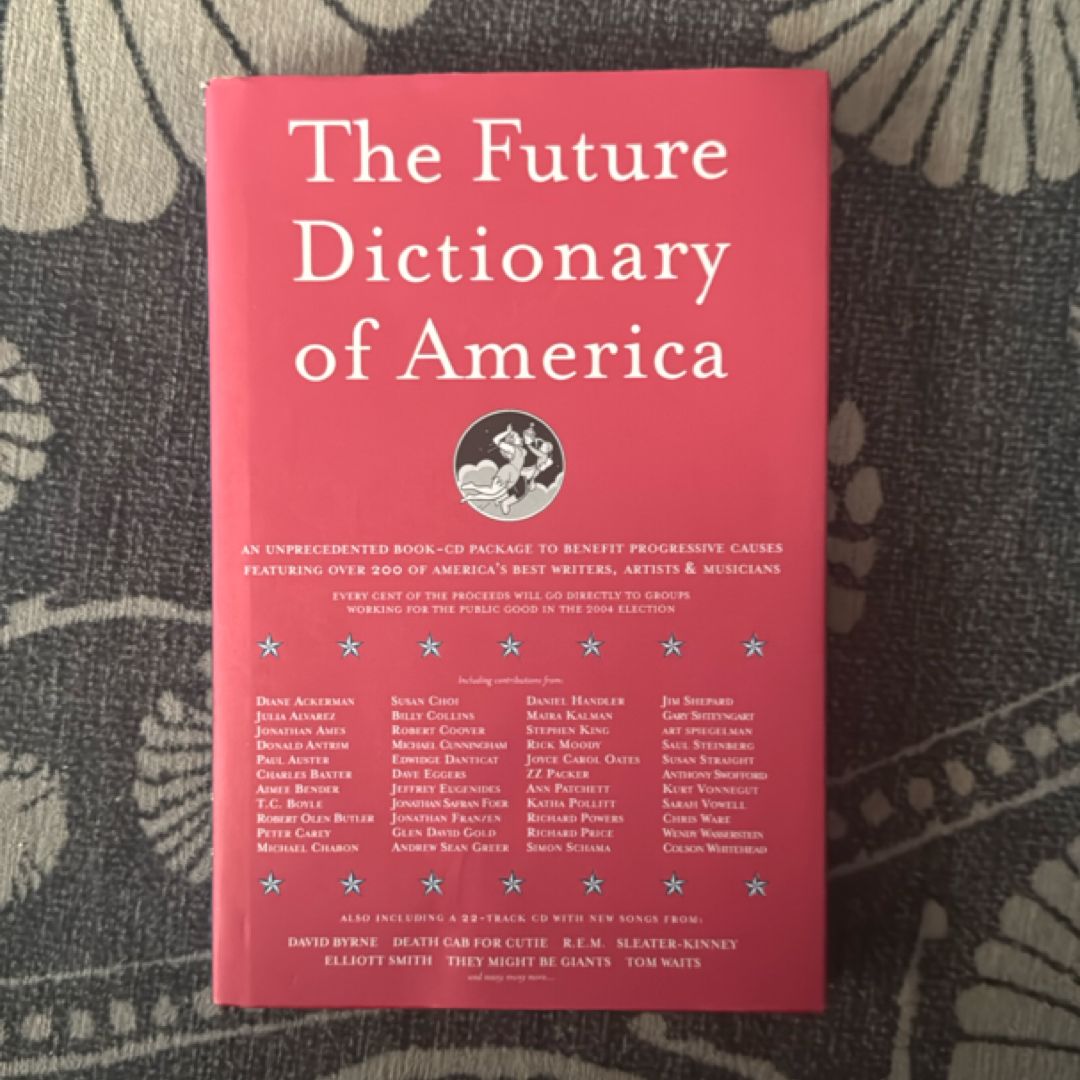 The Future
Dictionary
of America
AN UNPRECEDENTED BOOK-CD PACKAGE TO BENEFIT PROGRESSIVE CAUSES
FEATURING OVER 200 OF AMERICA'S BEST WRITERS, ARTISTS & MUSICIANS
EVERY CENT OF THE PROCEEDS WILL GO DIRECTLY TO GROUPS
WORKING FOR THE PUBLIC GOOD IN THE 2004 ELECTION
Including contributions from:
DIANE ACKERMAN
JULIA ALVAREZ
JONATHAN AMES
DONALD ANTRIM
PAUL AUSTER
CHARLES BAXTER
AIMEE BENDER
T.C. BOYLE
ROBERT OLEN BUTLER
PETER CAREY
MICHAEL CHABON
SUSAN CHOI
BILLY COLLINS
ROBERT COOVER
MICHAEL CUNNINGHAM
EDWIDGE DANTICAT
DAVE EGGERS
JEFFREY EUGENIDES
JONATHAN SAFRAN FOER
JONATHAN FRANZEN
GLEN DAVID GOLD
ANDREW SEAN GREER
DANIEL HANDLER
MAIRA KALMAN
STEPHEN KING
RICK MOODY
JOYCE CAROL OATES
ZZ PACKER
ANN PATCHETT
KATHA POLLITT
RICHARD POWERS
RICHARD PRICE
SIMON SCHAMA
JIM SHEPARD
GARY SHTEYNGART
ART SPIEGELMAN
SAUL STEINBERG
SUSAN STRAIGHT
ANTHONY SWOFFORD
KURT VONNEGUT
SARAH VOWELL
CHRIS WARE
WENDY WASSERSTEIN
COLSON WHITEHEAD
ALSO INCLUDING A 22-TRACK CD WITH NEW SONGS FROM:
DAVID BYRNE DEATH CAB FOR CUTIE R.E.M. SLEATER-KINNEY
ELLIOTT SMITH THEY MIGHT BE GIANTS TOM WAITS
and many many more...